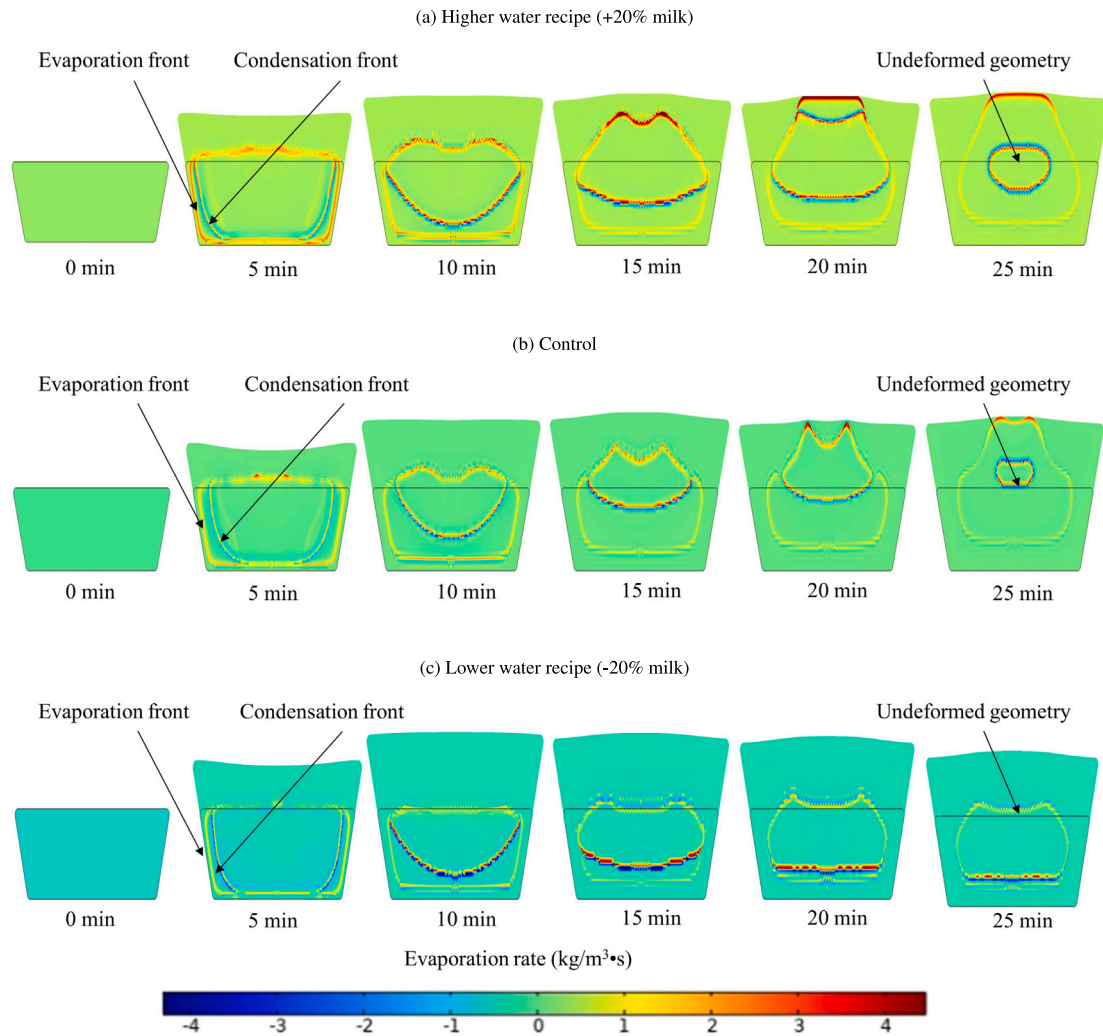 (a) Higher water recipe (+20% milk)
Evaporation front
Condensation front
Undeformed geometry
0 min
5 min
10 min
15 min
20 min
25 min
(b) Control
Evaporation front
Condensation front
Undeformed geometry
0 min
5 min
10 min
15 min
20 min
25 min
(c) Lower water recipe (-20% milk)
Evaporation front
Condensation front
Undeformed geometry
0 min
5 min
10 min
15 min
20 min
25 min
Evaporation rate (kg/m³•s)
-4 -3 -2 -1 0 1 2 3 4